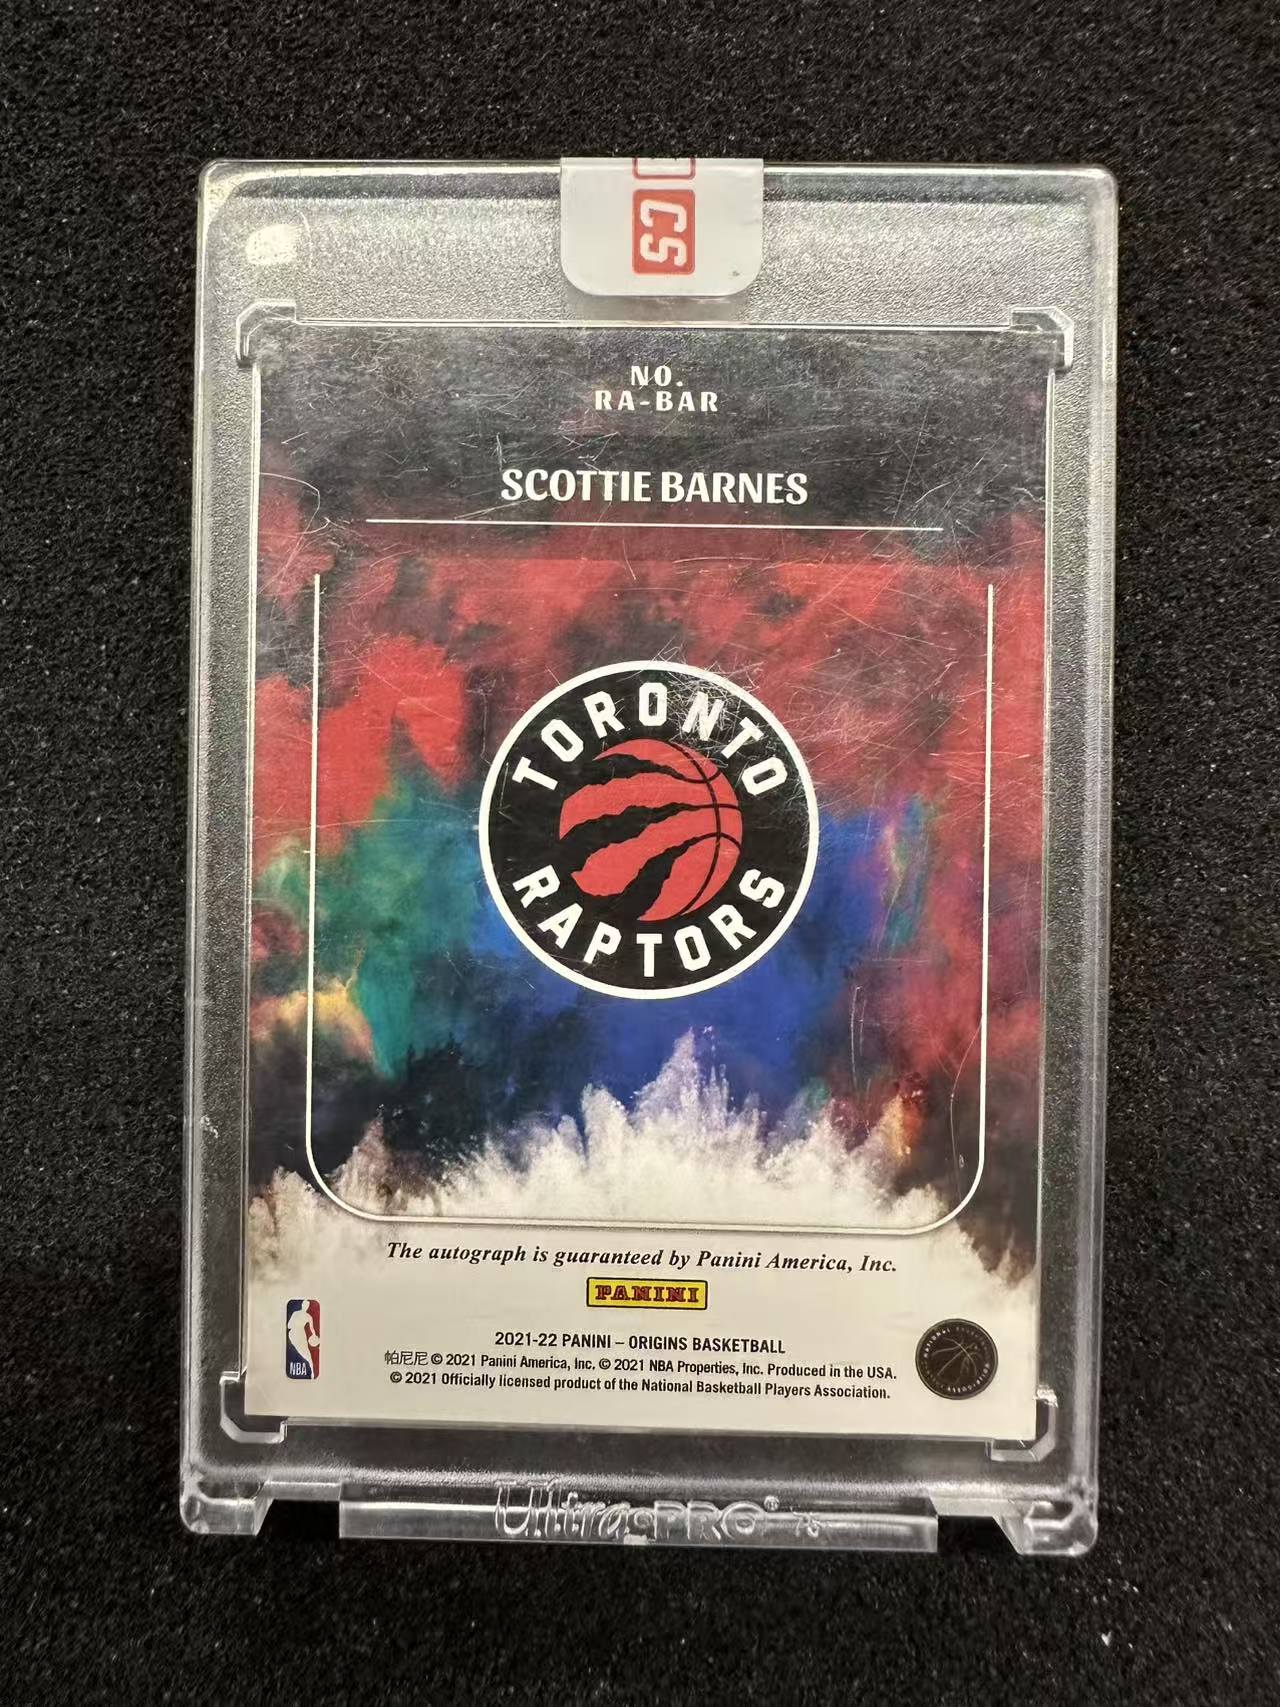 CS
NO.
RA-BAR
SCOTTIE BARNES
TORONTO
RAPTORS
The autograph is guaranteed by Panini America, Inc.
PANINI
2021-22 PANINI – ORIGINS BASKETBALL
帕尼尼 © 2021 Panini America, Inc. © 2021 NBA Properties, Inc. Produced in the USA.
© 2021 Officially licensed product of the National Basketball Players Association.
NBA
Ultra-PRO®